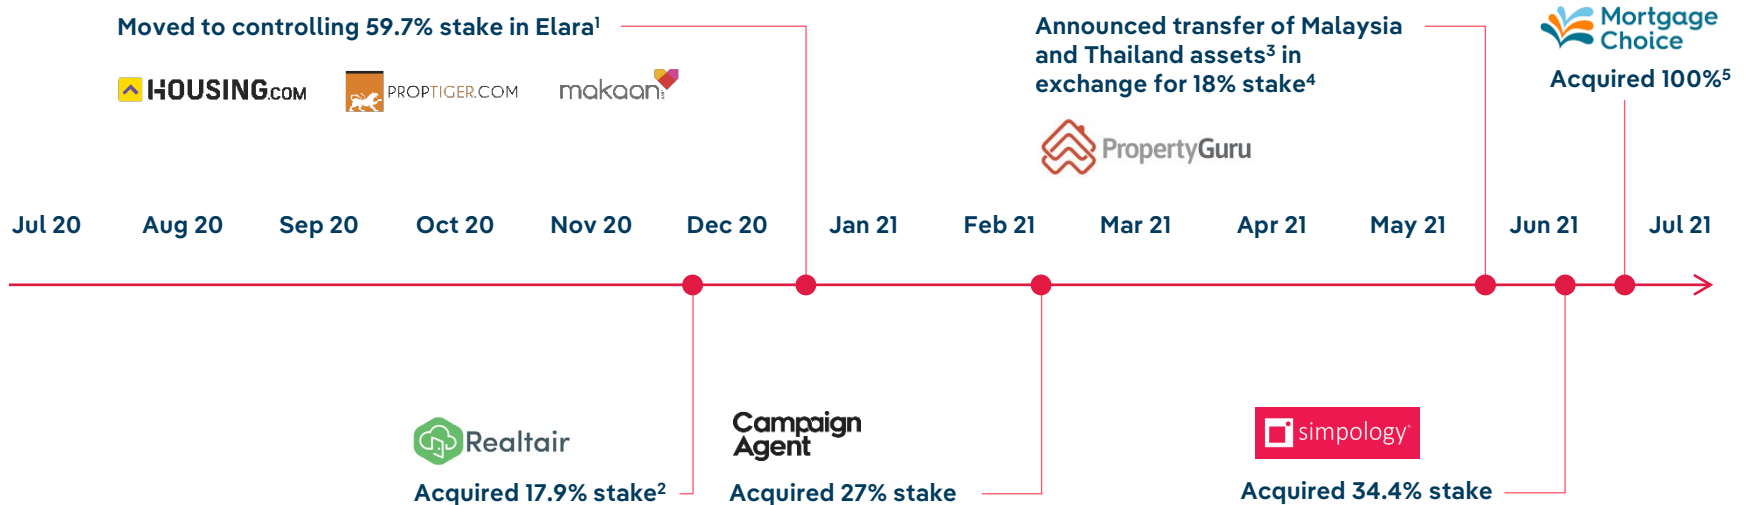 Moved to controlling 59.7% stake in Elara¹
HOUSING.COM
PROPTIGER.COM
makaan
Announced transfer of Malaysia
and Thailand assets³ in
exchange for 18% stake⁴
PropertyGuru
Mortgage
Choice
Acquired 100%⁵
Jul 20 Aug 20 Sep 20 Oct 20 Nov 20 Dec 20 Jan 21 Feb 21 Mar 21 Apr 21 May 21 Jun 21 Jul 21
Realtair
Acquired 17.9% stake²
Campaign
Agent
Acquired 27% stake
simpology
Acquired 34.4% stake